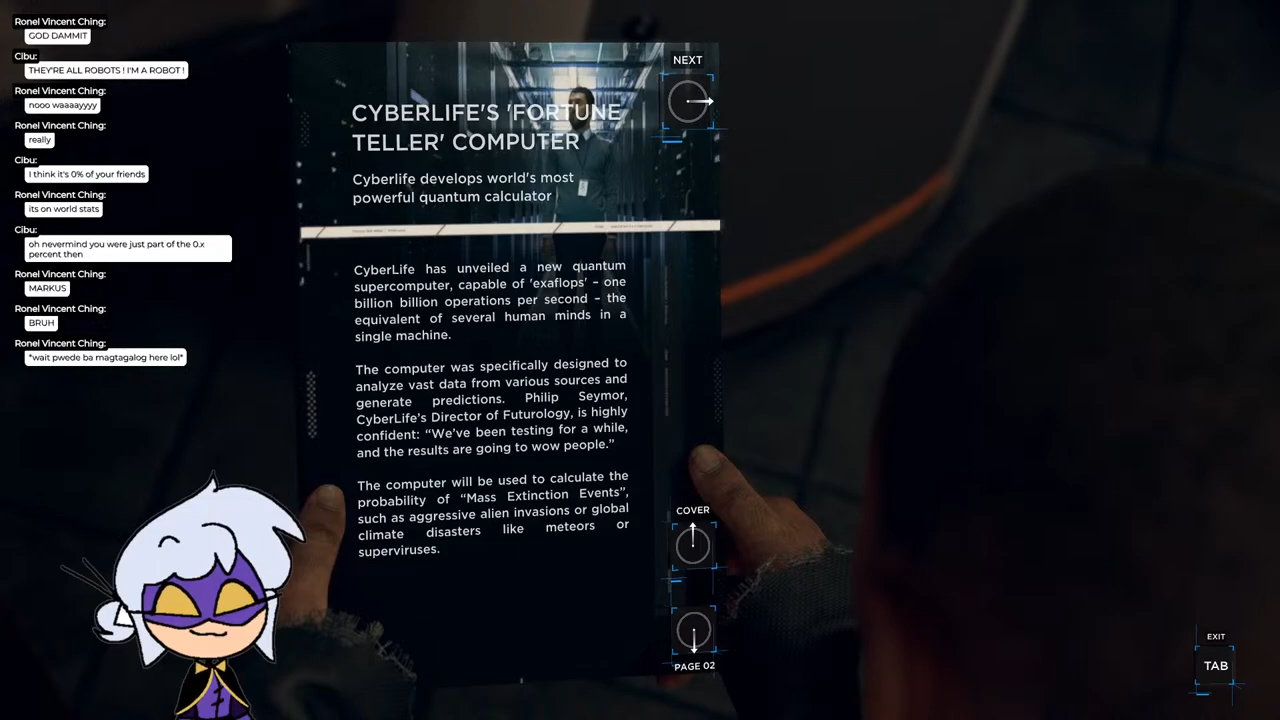 Ronel Vincent Ching:
GOD DAMMIT
Cibu:
THEY'RE ALL ROBOTS ! I'M A ROBOT !
Ronel Vincent Ching:
nooo waaaayyyy
Ronel Vincent Ching:
really
Cibu:
I think it's 0% of your friends
Ronel Vincent Ching:
its on world stats
Cibu:
oh nevermind you were just part of the 0.x
percent then
Ronel Vincent Ching:
MARKUS
Ronel Vincent Ching:
BRUH
Ronel Vincent Ching:
*wait pwede ba magtagalog here lol*
NEXT
CYBERLIFE'S 'FORTUNE
TELLER' COMPUTER
Cyberlife develops world's most
powerful quantum calculator
CyberLife has unveiled a new quantum
supercomputer, capable of 'exaflops' – one
billion billion operations per second – the
equivalent of several human minds in a
single machine.
The computer was specifically designed to
analyze vast data from various sources and
generate predictions. Philip Seymor,
CyberLife's Director of Futurology, is highly
confident: “We've been testing for a while,
and the results are going to wow people.”
The computer will be used to calculate the
probability of “Mass Extinction Events”,
such as aggressive alien invasions or global
climate disasters like meteors or
superviruses.
COVER
PAGE 02
EXIT
TAB